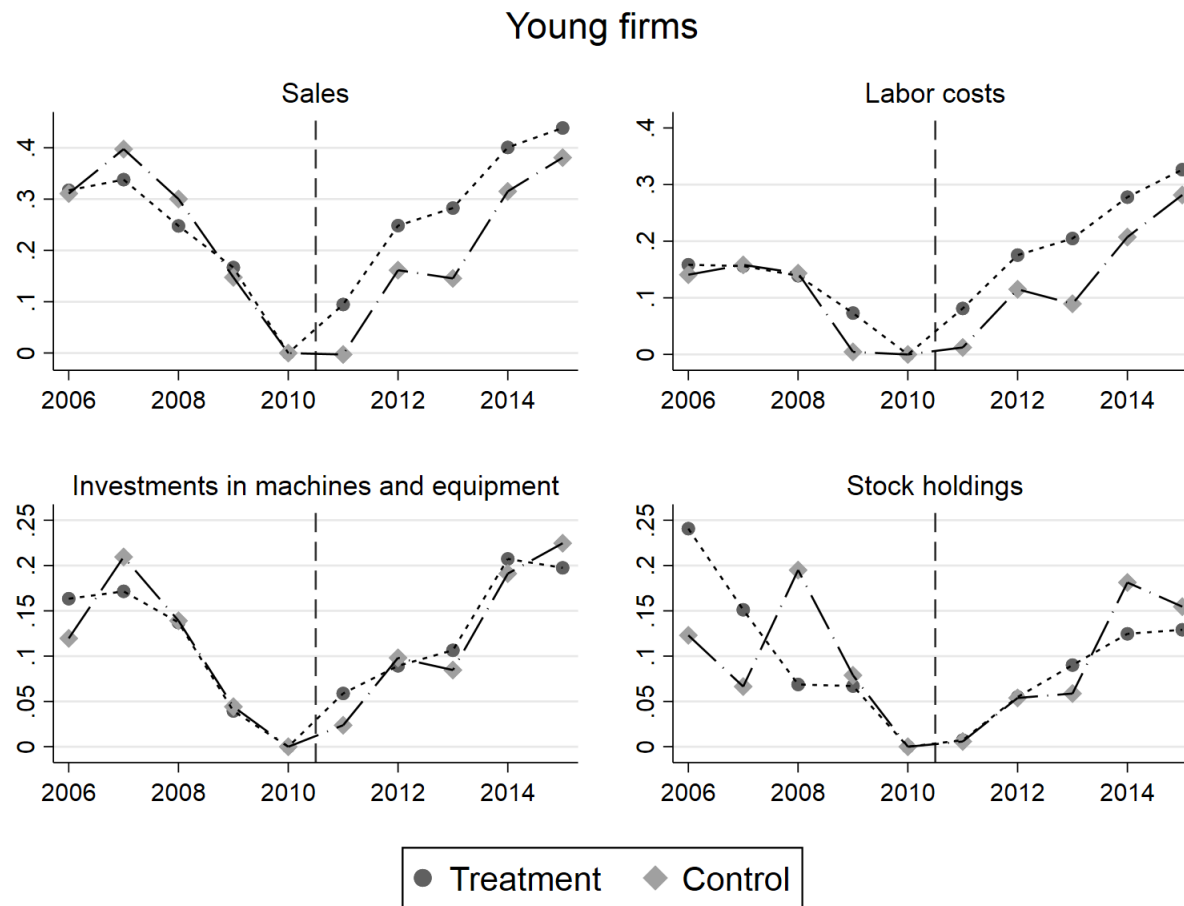 Young firms
Sales
.4
.3
.2
.1
0
2006 2008 2010 2012 2014
Labor costs
.4
.3
.2
.1
0
2006 2008 2010 2012 2014
Investments in machines and equipment
.25
.2
.15
.1
.05
0
2006 2008 2010 2012 2014
Stock holdings
.25
.2
.15
.1
.05
0
2006 2008 2010 2012 2014
Treatment Control